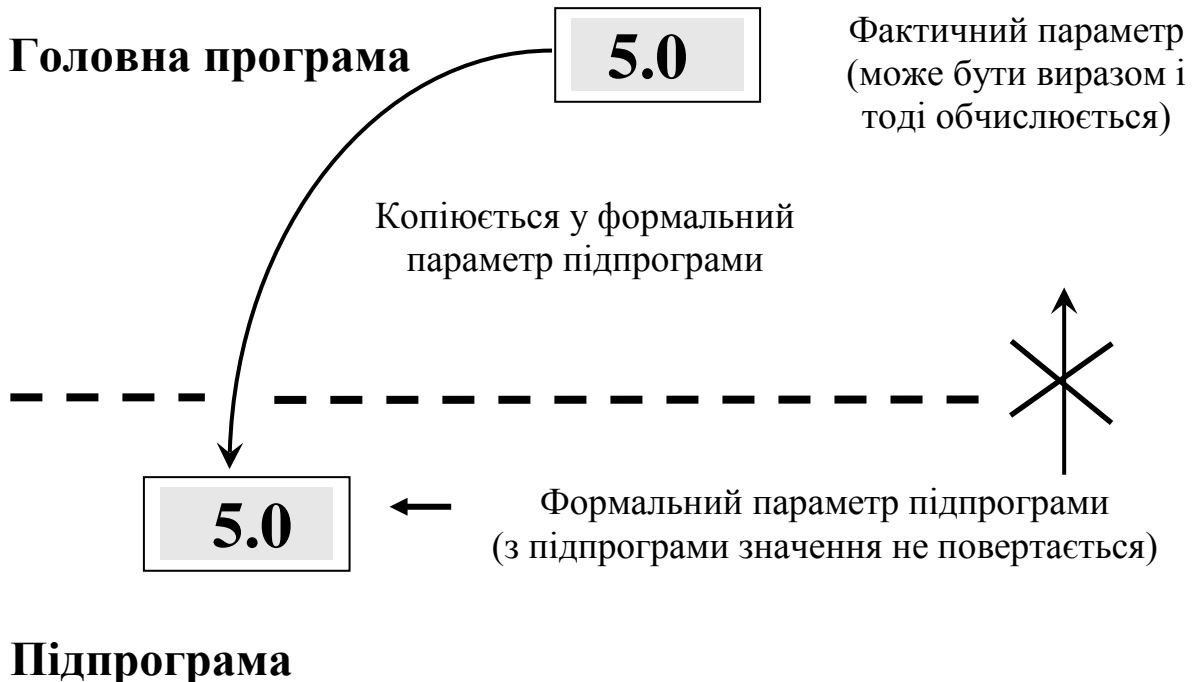 Головна програма
5.0
Фактичний параметр
(може бути виразом і
тоді обчислюється)
Копіюється у формальний
параметр підпрограми
5.0
Формальний параметр підпрограми
(з підпрограми значення не повертається)
Підпрограма